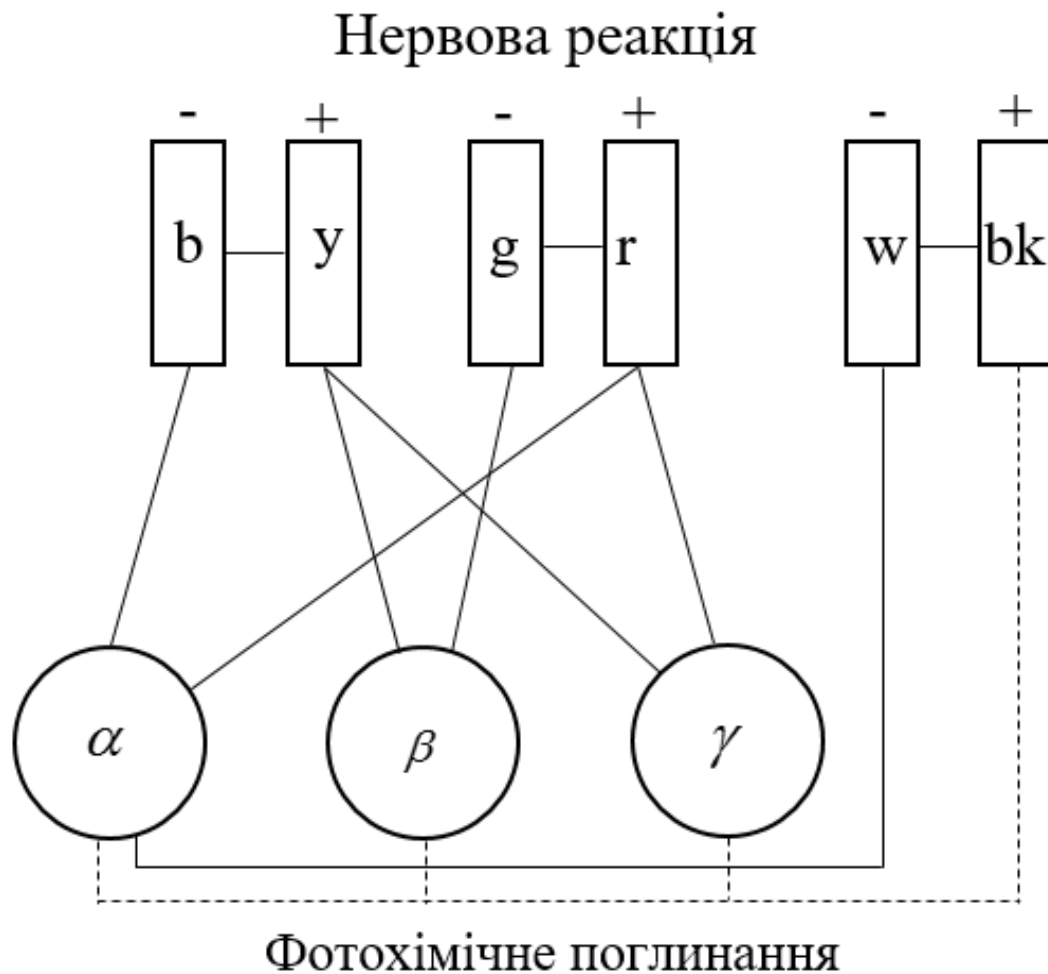 Нервова реакція
- + - + - +
b y g r w bk
α β γ
Фотохімічне поглинання